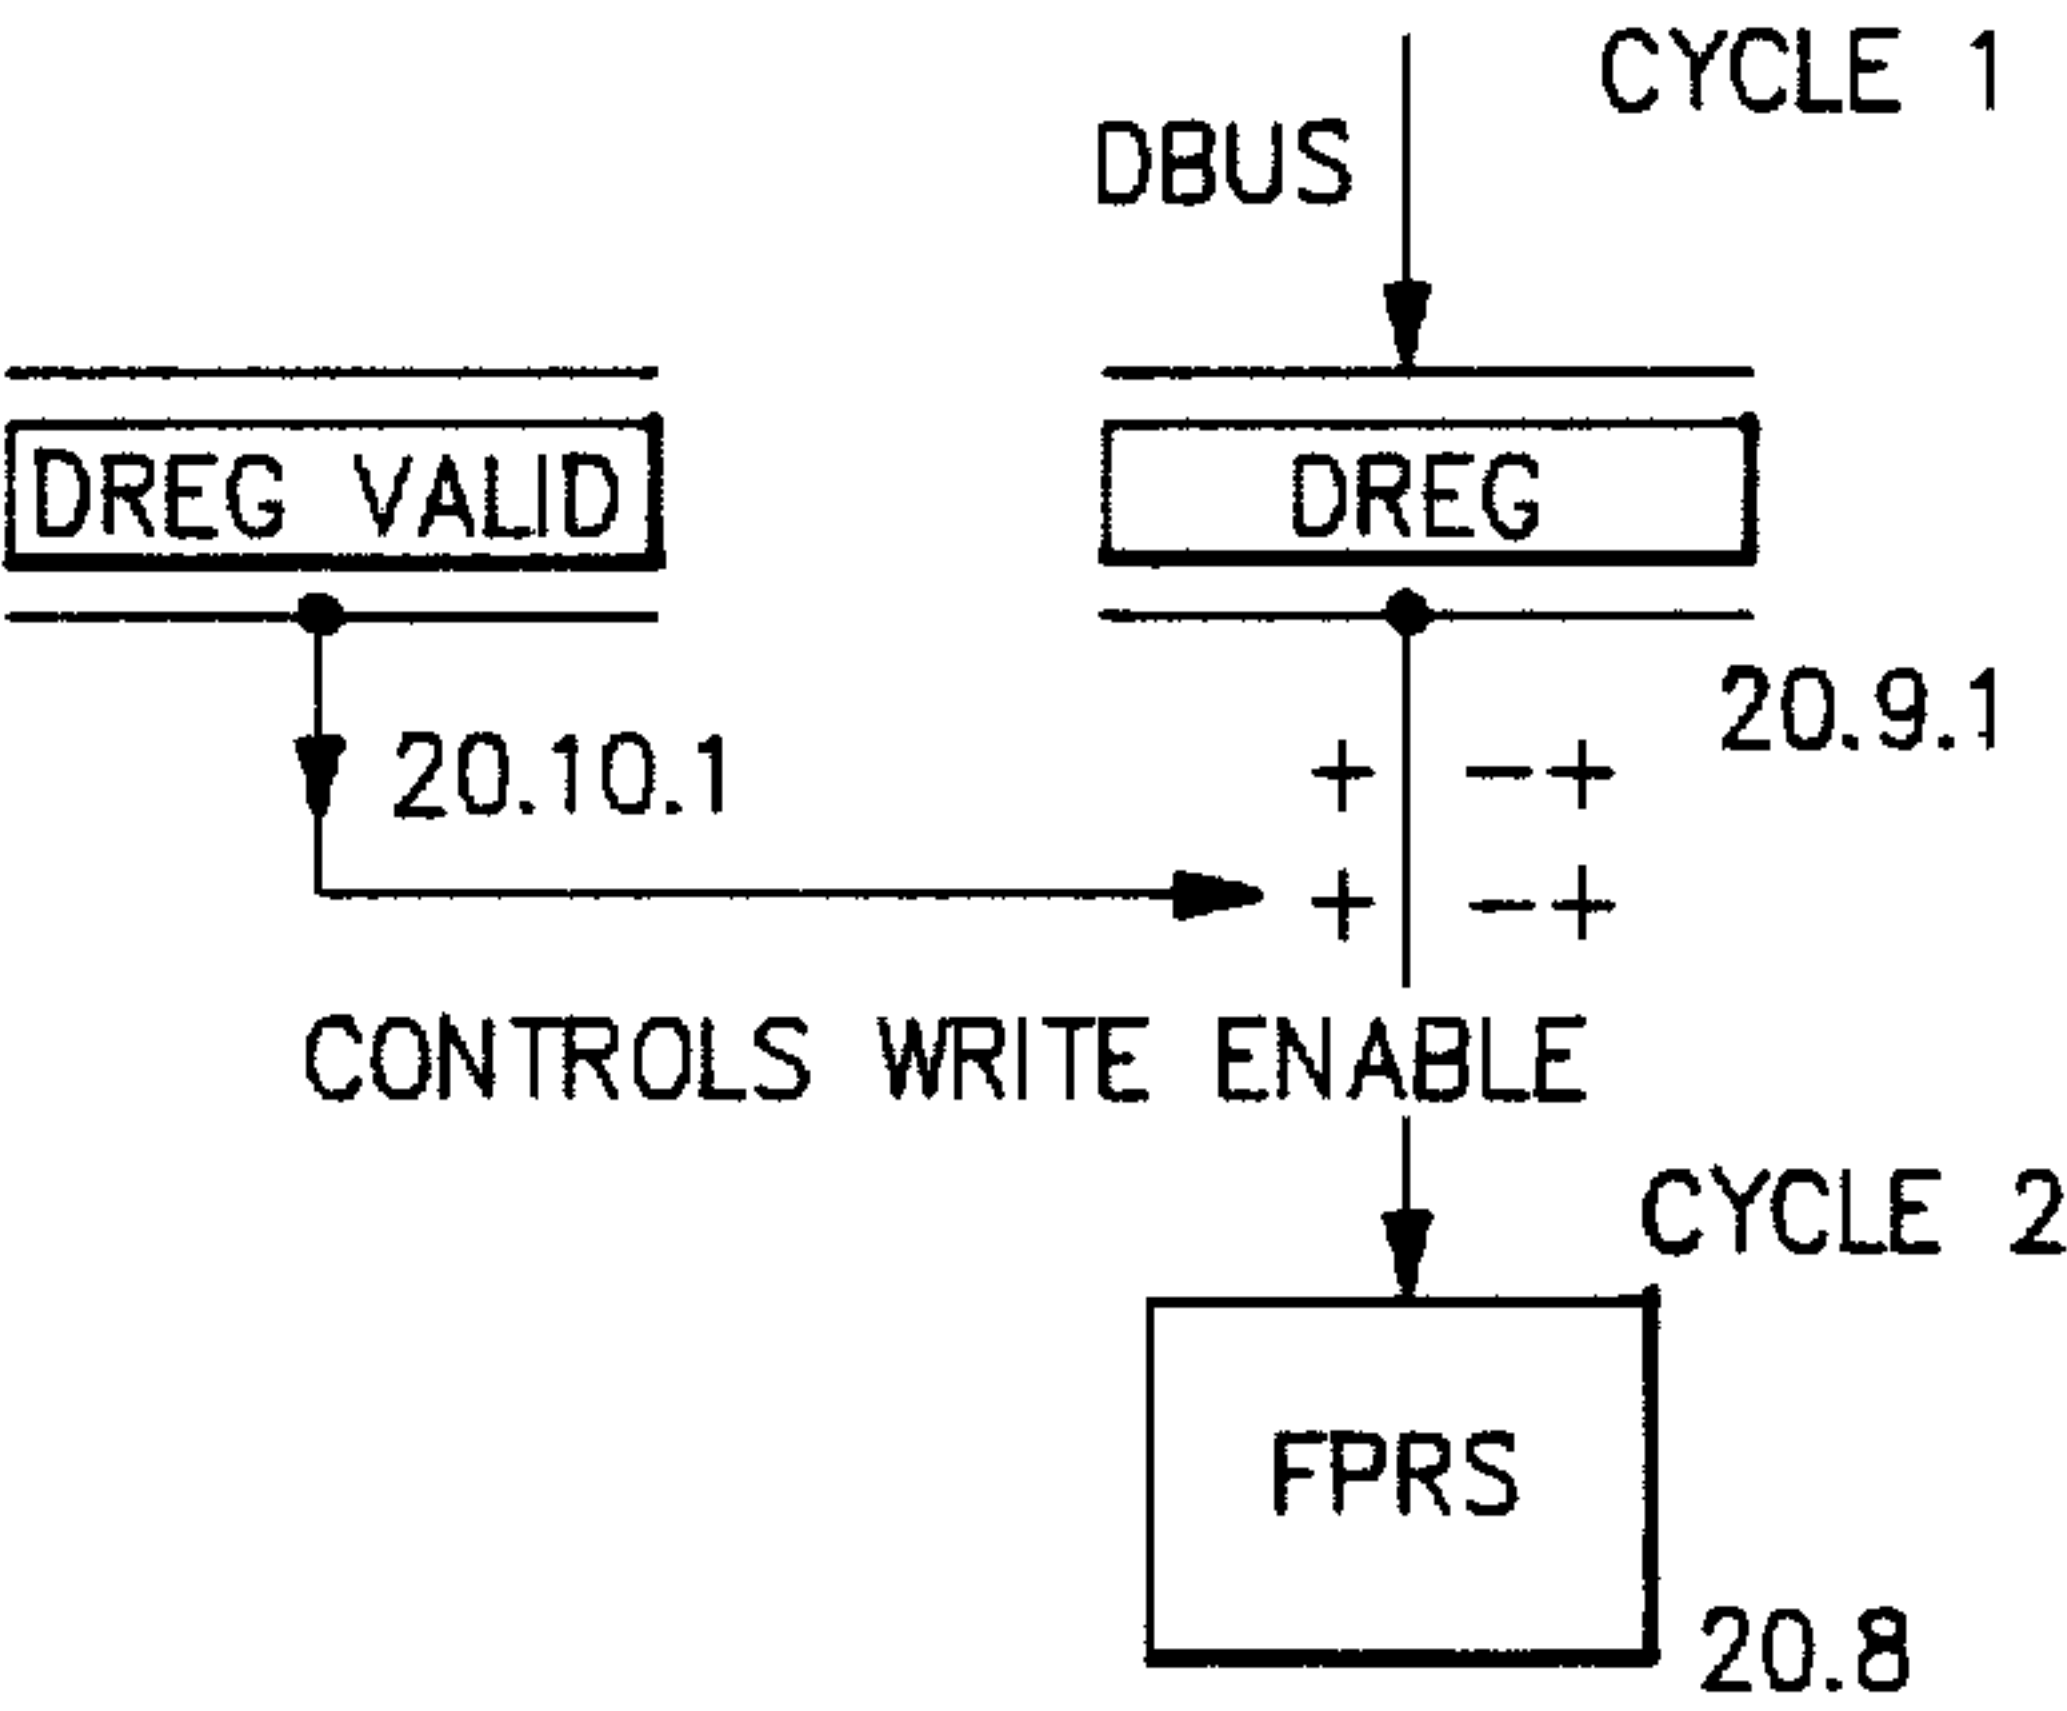 CYCLE 1
DBUS
DREG VALID
DREG
20.9.1
20.10.1
+ -+
+ -+
CONTROLS WRITE ENABLE
CYCLE 2
FPRS
20.8